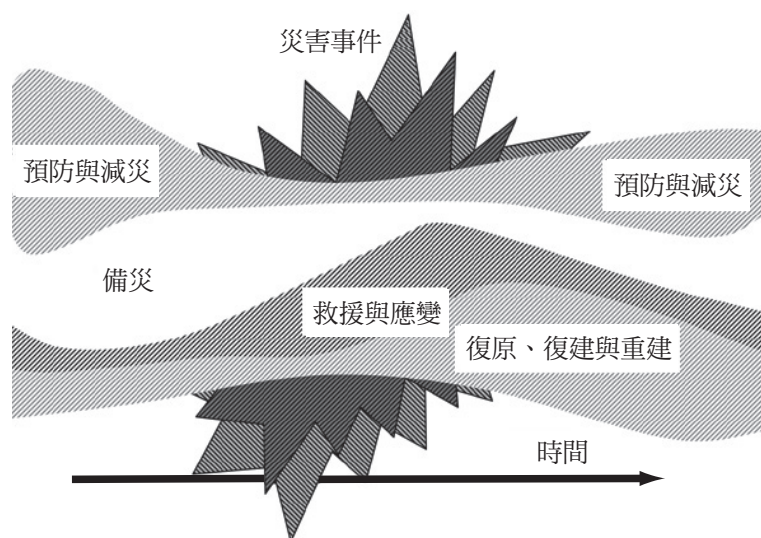 災害事件
預防與減災
預防與減災
備災
救援與應變
復原、復建與重建
時間